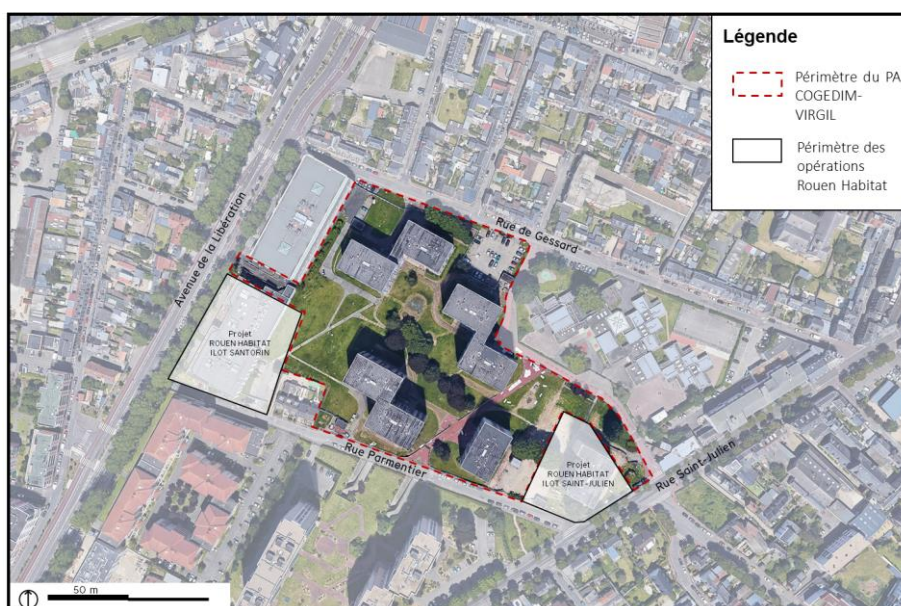 Légende
Périmètre du PA
COGEDIM-
VIRGIL
Périmètre des
opérations
Rouen Habitat
Avenue de la Libération
Rue de Gessard
Projet
ROUEN HABITAT
ILOT SANTORIN
Rue Parmentier
Projet
ROUEN HABITAT
ILOT SAINT-JULIEN
Rue Saint-Julien
50 m